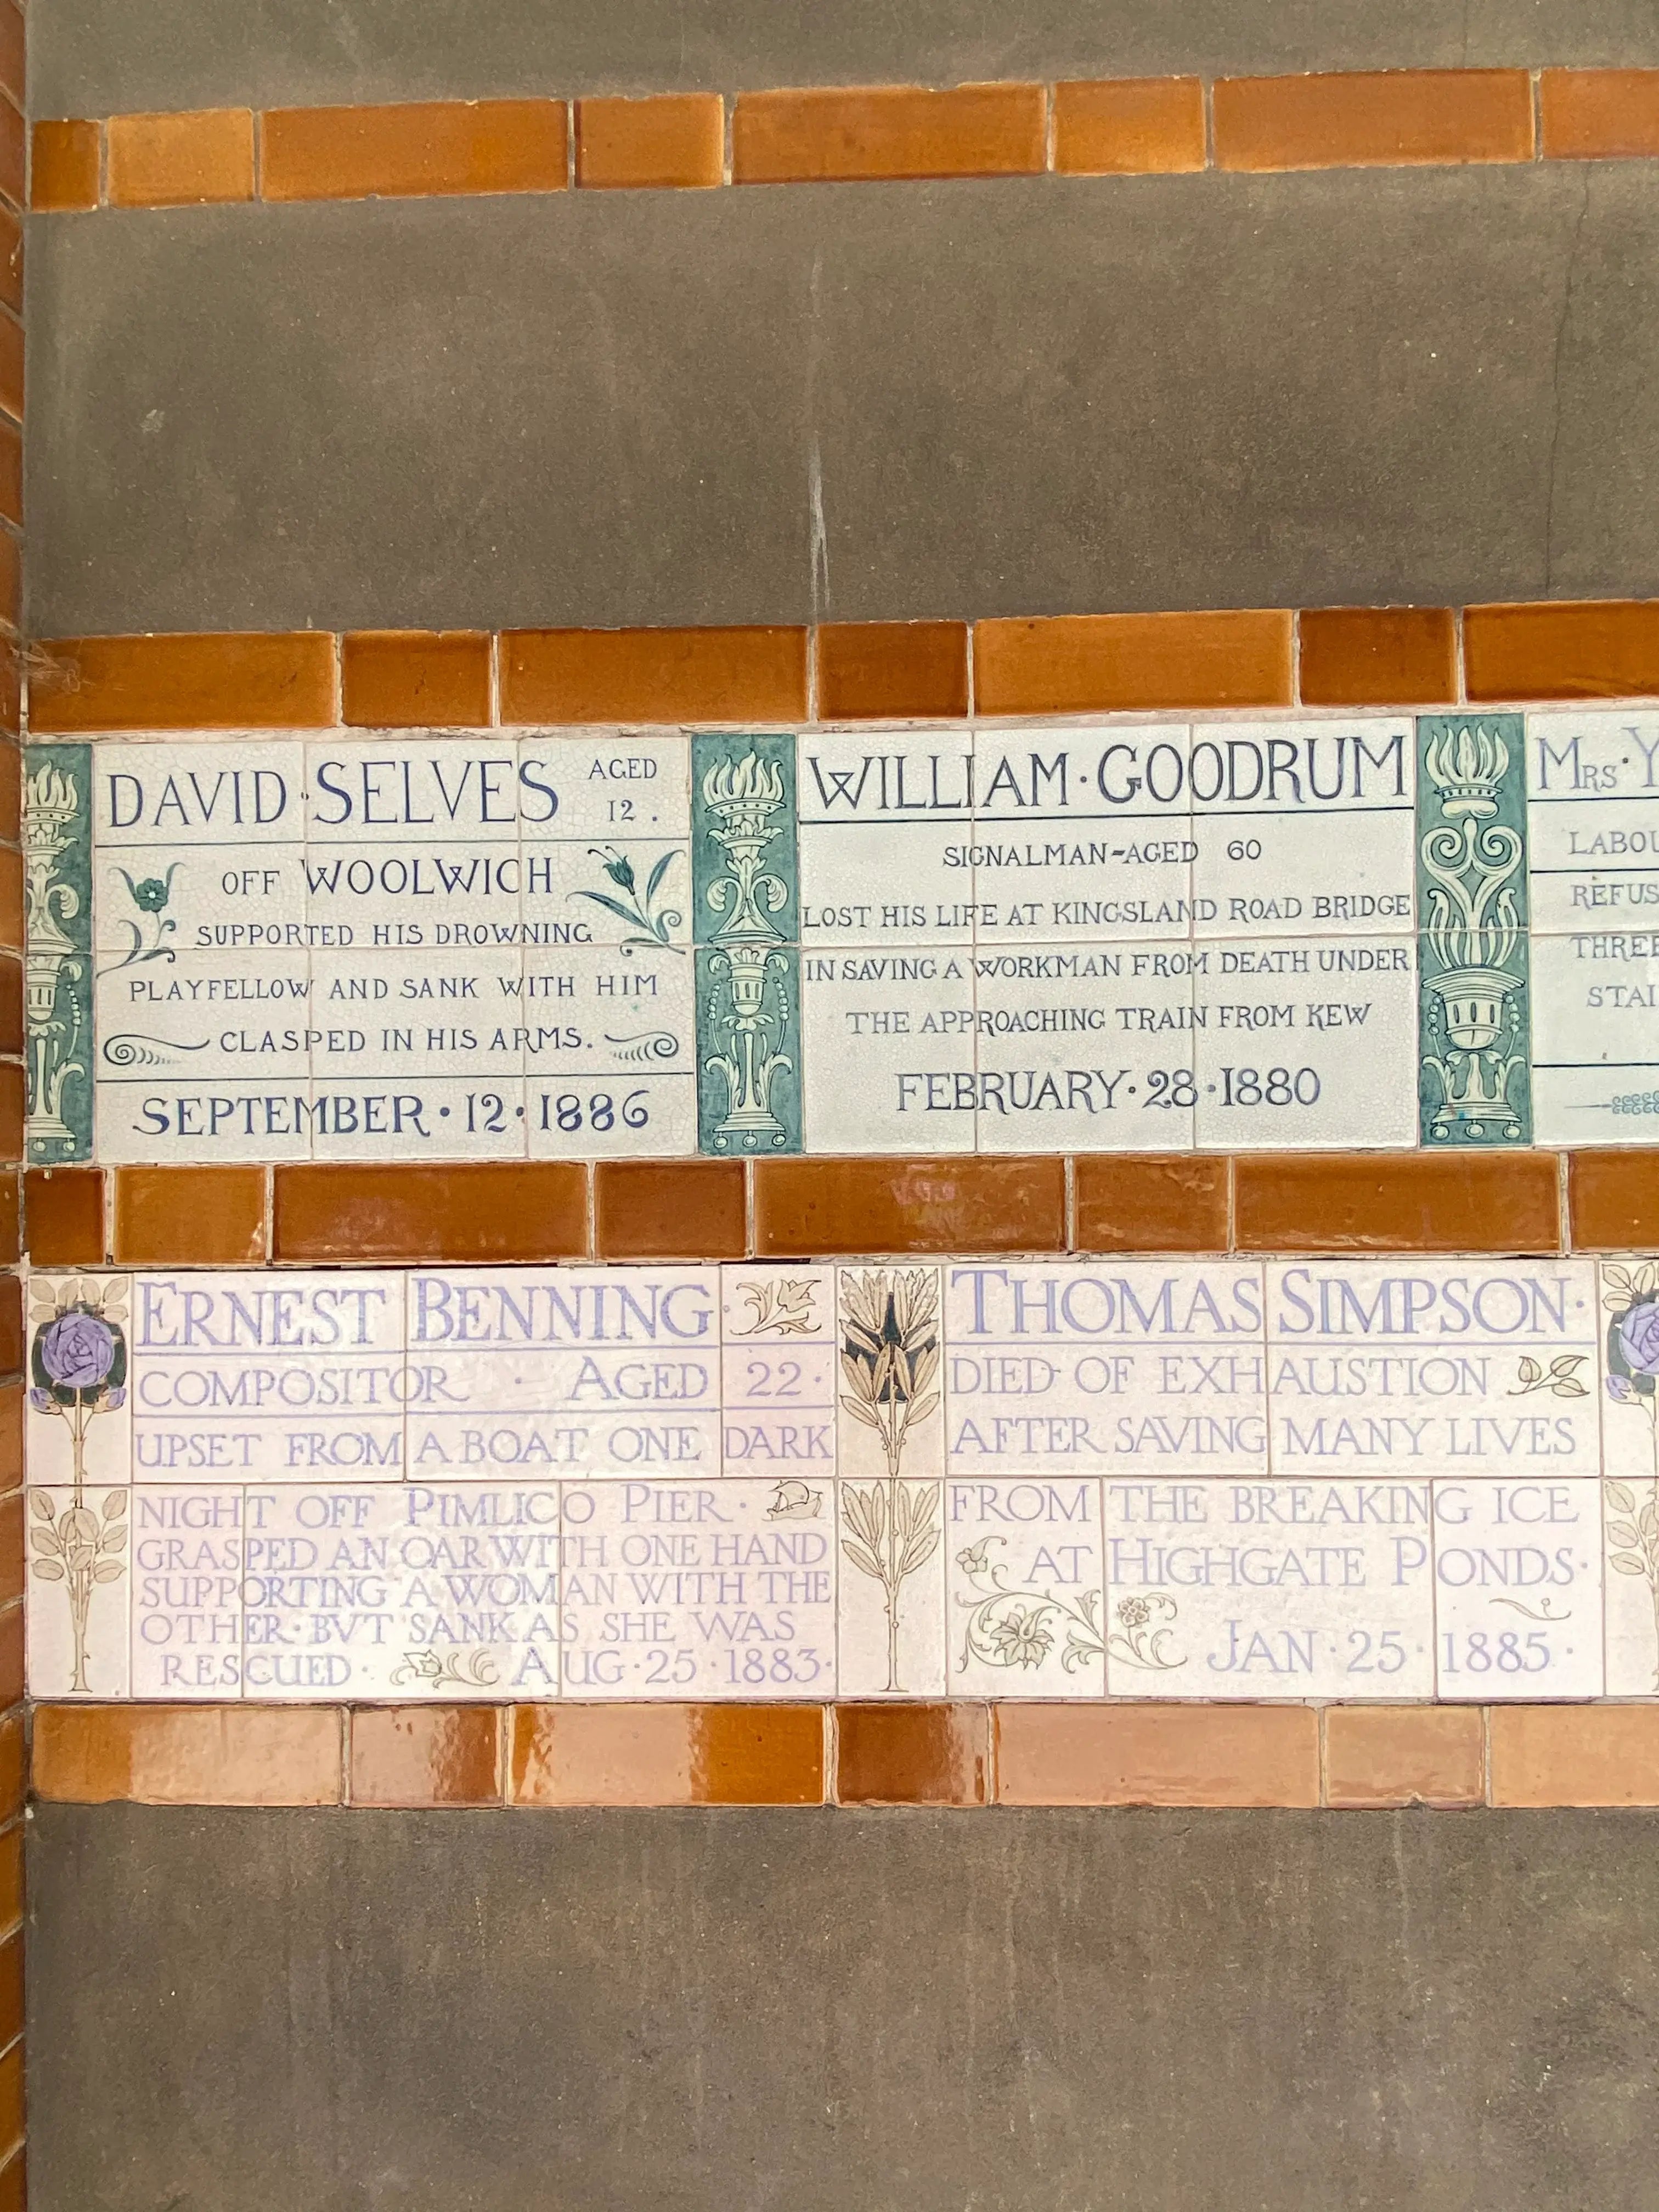 DAVID·SELVES AGED
12.
OFF WOOLWICH
SUPPORTED HIS DROWNING
PLAYFELLOW AND SANK WITH HIM
CLASPED IN HIS ARMS.
SEPTEMBER·12·1886
WILLIAM·GOODRUM
SIGNALMAN-AGED 60
LOST HIS LIFE AT KINGSLAND ROAD BRIDGE
IN SAVING A WORKMAN FROM DEATH UNDER
THE APPROACHING TRAIN FROM KEW
FEBRUARY·28·1880
MRS·Y
LABOU
REFUS
THREE
STAI
ERNEST BENNING·
COMPOSITOR · AGED 22·
UPSET FROM A BOAT ONE DARK
NIGHT OFF PIMLICO PIER·
GRASPED AN OAR WITH ONE HAND
SUPPORTING A WOMAN WITH THE
OTHER·BVT SANK AS SHE WAS
RESCUED· AUG·25·1883·
THOMAS SIMPSON·
DIED OF EXHAUSTION
AFTER SAVING MANY LIVES
FROM THE BREAKING ICE
AT HIGHGATE PONDS·
JAN·25·1885·